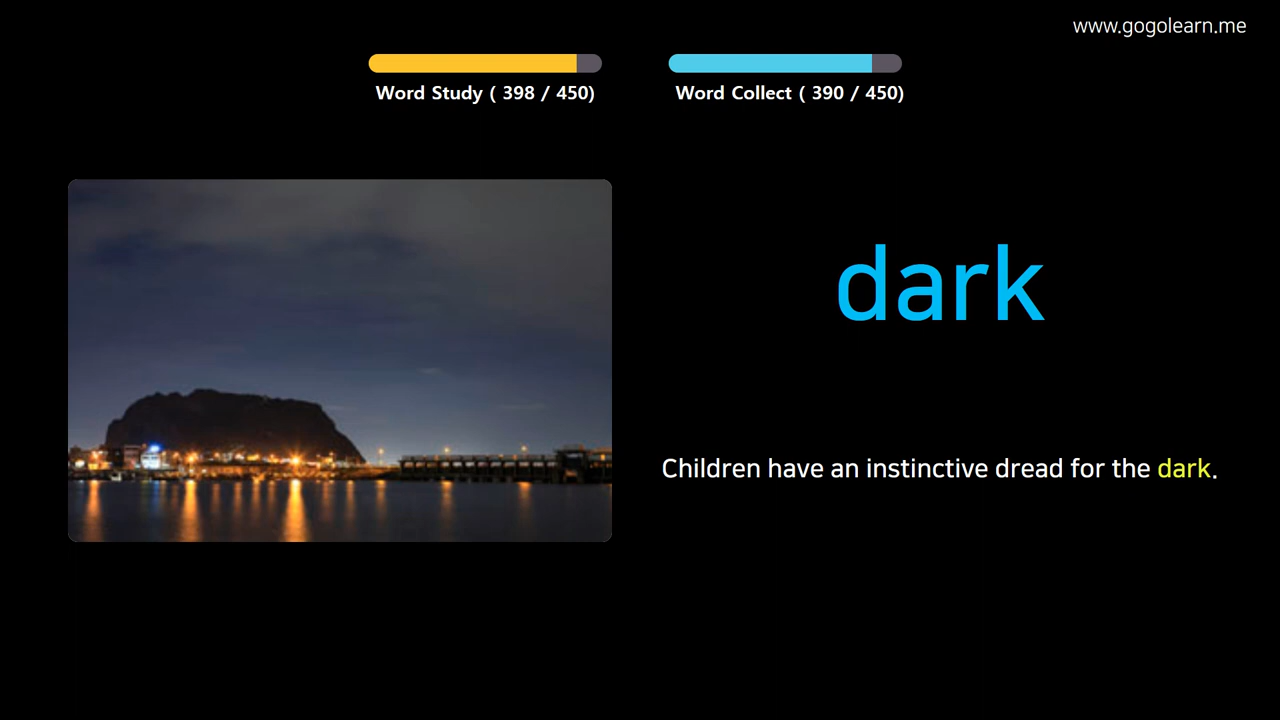 www.gogolearn.me
Word Study ( 398 / 450)
Word Collect ( 390 / 450)
dark
Children have an instinctive dread for the dark.